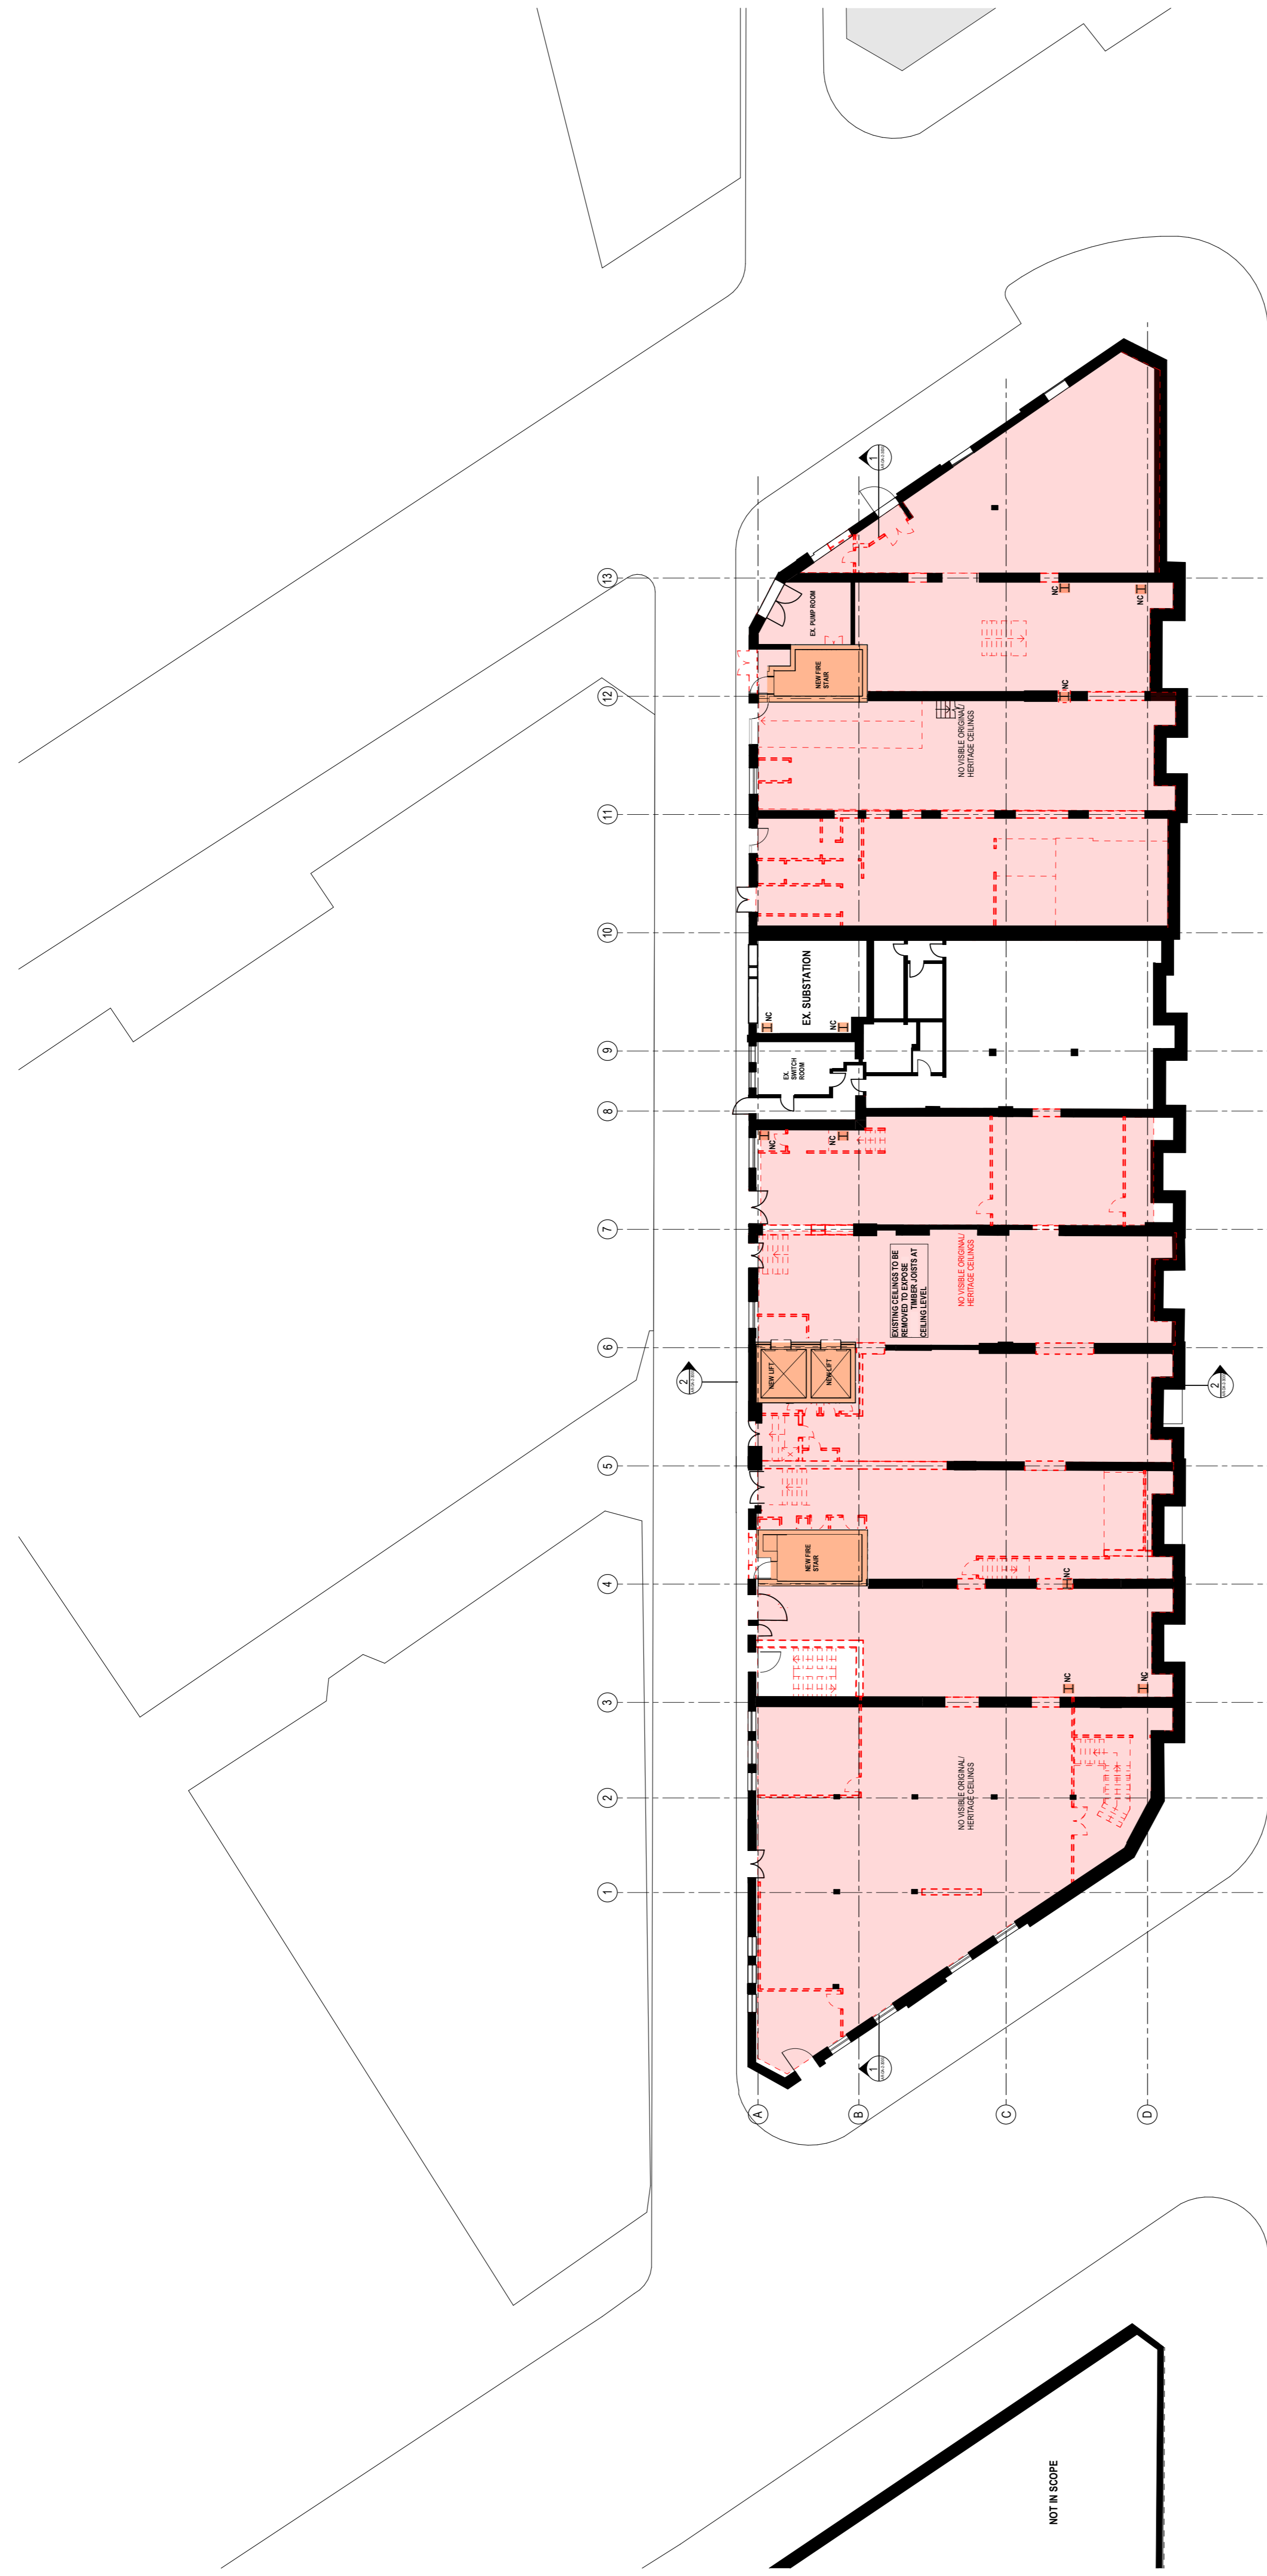 13
12
11
10
9
8
7
6
5
4
3
2
1
A
B
C
D
1
EX. PUMP ROOM
NEW FIRE
STAIR
NC
NC
NC
NO VISIBLE ORIGINAL/
HERITAGE CEILINGS
Y
Y
EX. SUBSTATION
NC
NC
EX.
SWITCH
ROOM
NC
NC
EXISTING CEILINGS TO BE
REMOVED TO EXPOSE
TIMBER JOISTS AT
CEILING LEVEL
NO VISIBLE ORIGINAL/
HERITAGE CEILINGS
NEW LIFT
NEW LIFT
2
2
X
NEW FIRE
STAIR
NC
NC
NC
NO VISIBLE ORIGINAL/
HERITAGE CEILINGS
1
NOT IN SCOPE